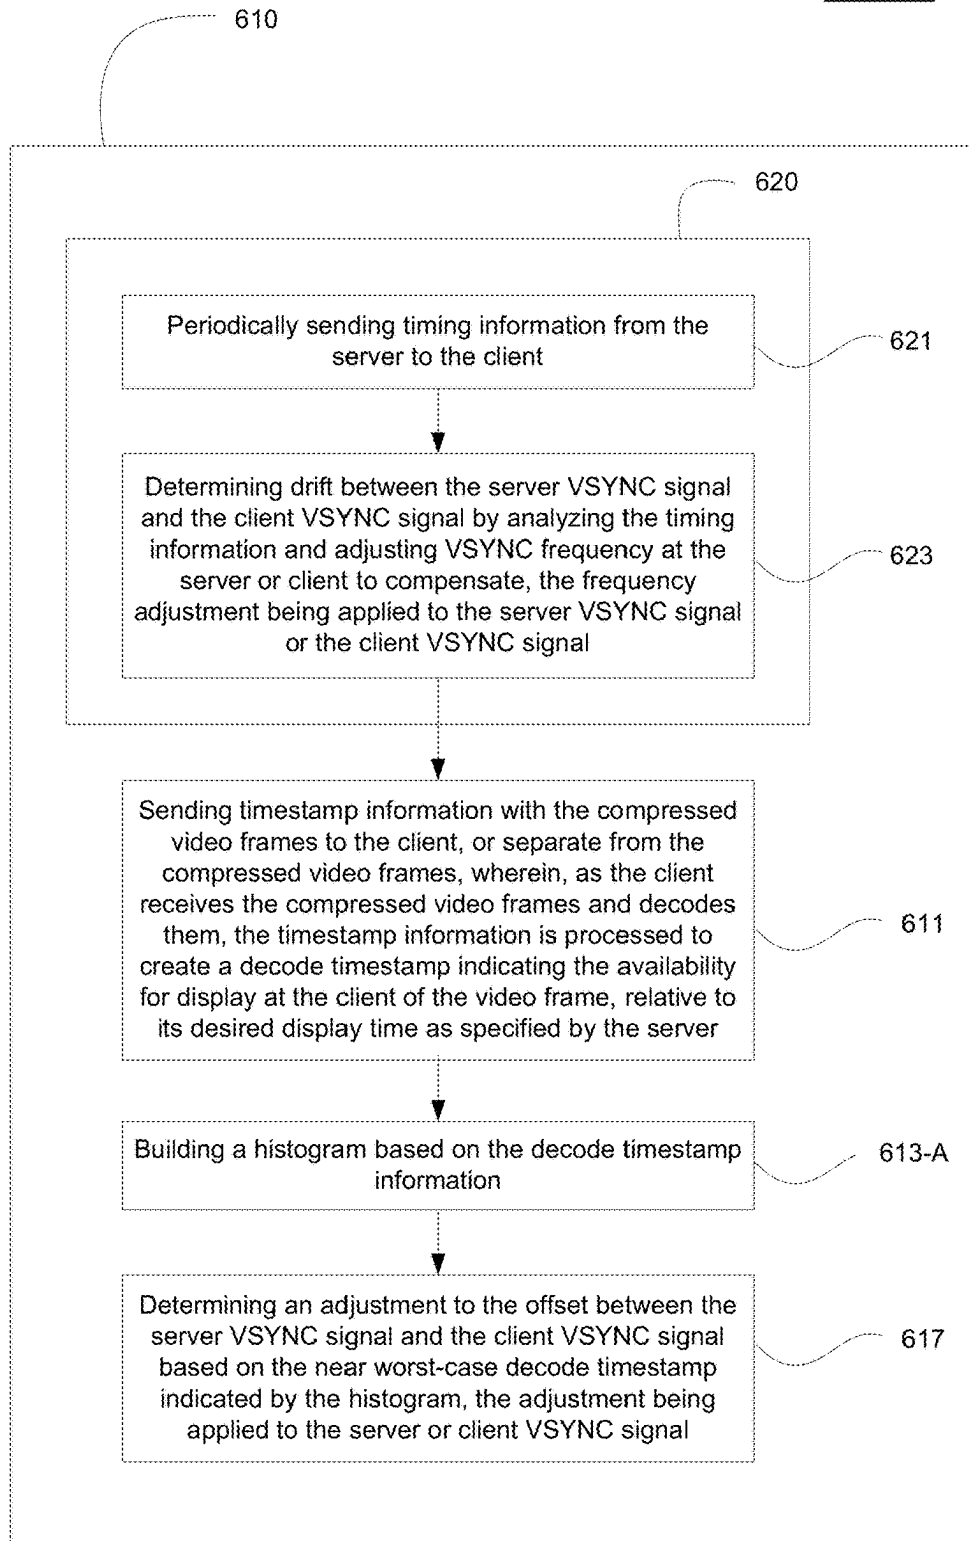 610
620
Periodically sending timing information from the
server to the client
621
Determining drift between the server VSYNC signal
and the client VSYNC signal by analyzing the timing
information and adjusting VSYNC frequency at the
server or client to compensate, the frequency
adjustment being applied to the server VSYNC signal
or the client VSYNC signal
623
Sending timestamp information with the compressed
video frames to the client, or separate from the
compressed video frames, wherein, as the client
receives the compressed video frames and decodes
them, the timestamp information is processed to
create a decode timestamp indicating the availability
for display at the client of the video frame, relative to
its desired display time as specified by the server
611
Building a histogram based on the decode timestamp
information
613-A
Determining an adjustment to the offset between the
server VSYNC signal and the client VSYNC signal
based on the near worst-case decode timestamp
indicated by the histogram, the adjustment being
applied to the server or client VSYNC signal
617